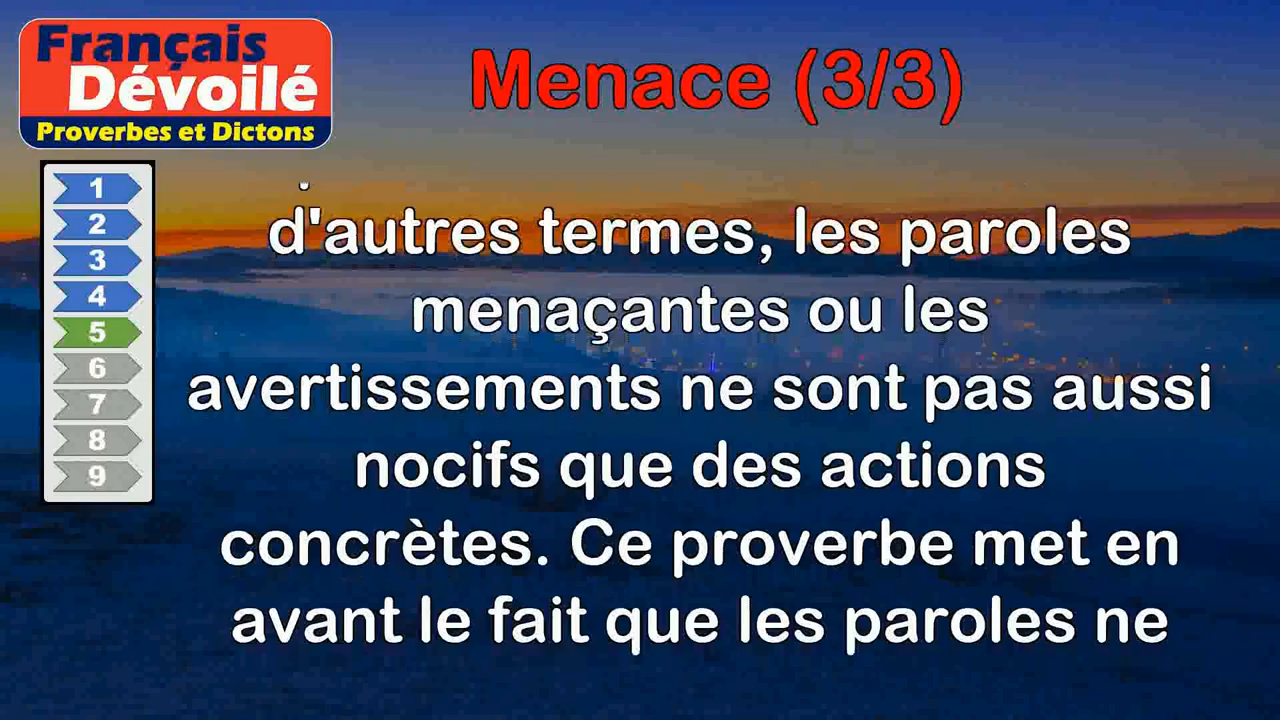 Français
Dévoilé
Proverbes et Dictons
Menace (3/3)
1
2
3
4
5
6
7
8
9
d'autres termes, les paroles
menaçantes ou les
avertissements ne sont pas aussi
nocifs que des actions
concrètes. Ce proverbe met en
avant le fait que les paroles ne